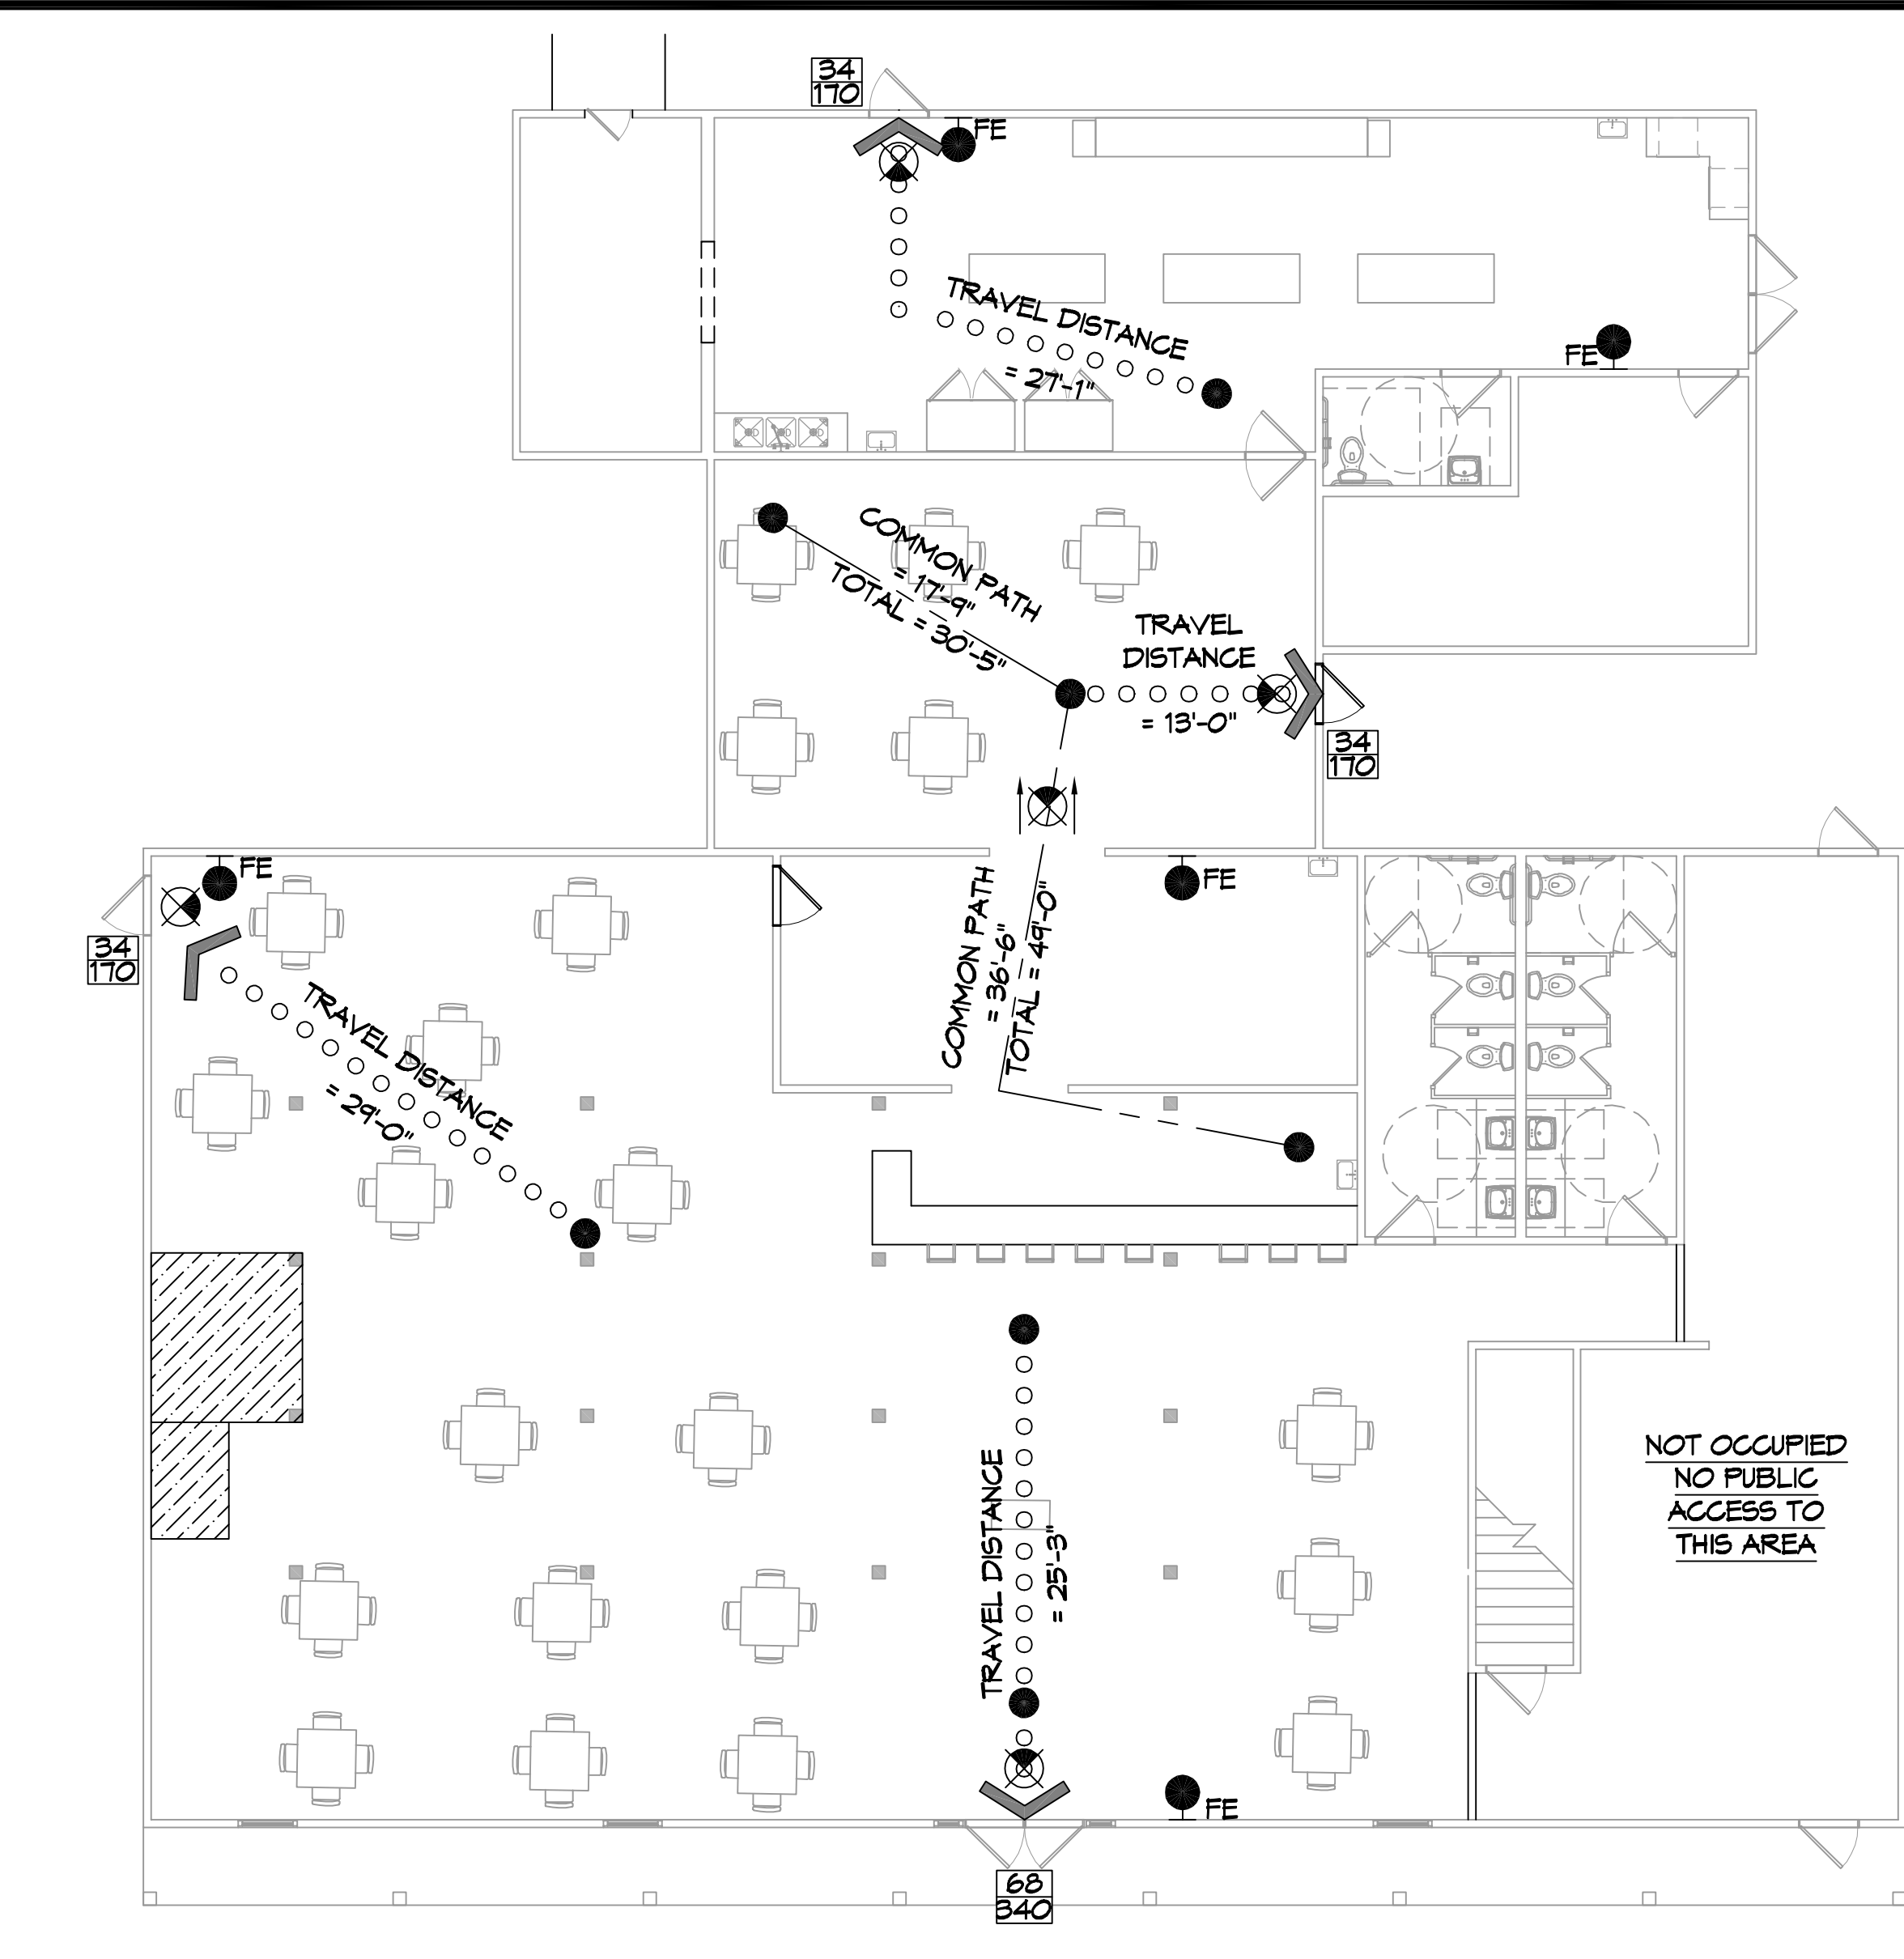 34
170
FE
TRAVEL DISTANCE
= 27'-1"
FE
COMMON PATH
= 17'-9"
TOTAL = 30'-5"
TRAVEL
DISTANCE
= 13'-0"
34
170
FE
34
170
FE
COMMON PATH
= 36'-6"
TOTAL = 49'-0"
TRAVEL DISTANCE
= 29'-0"
NOT OCCUPIED
NO PUBLIC
ACCESS TO
THIS AREA
TRAVEL DISTANCE
= 25'-3"
FE
68
340